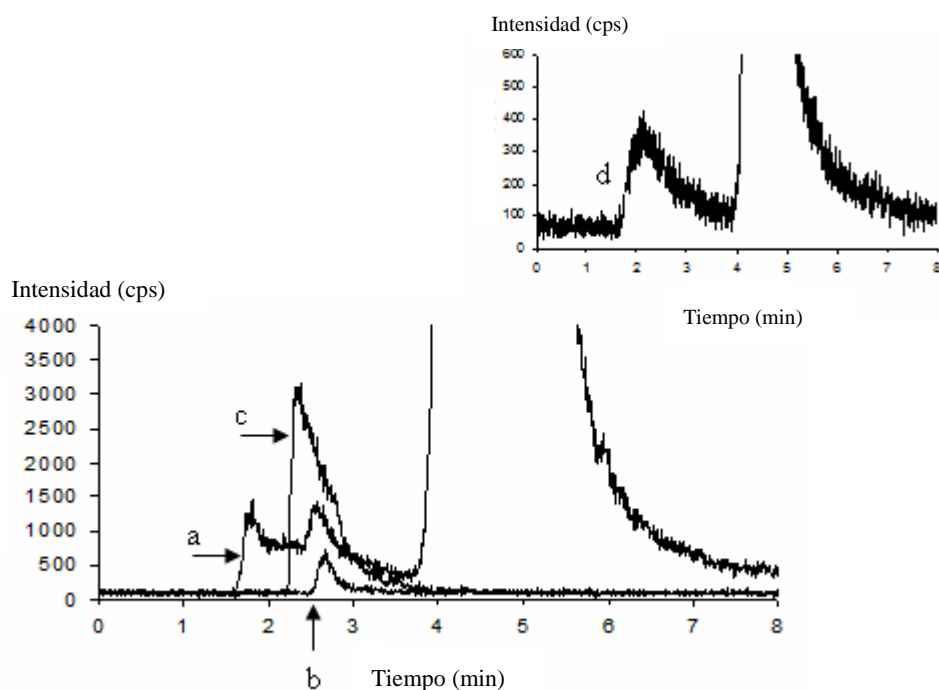 Intensidad (cps)
600
500
400
300
200
100
0
d
0 1 2 3 4 5 6 7 8
Tiempo (min)
Intensidad (cps)
4000
3500
3000
2500
2000
1500
1000
500
0
c
a
0 1 2 3 4 5 6 7 8
b
Tiempo (min)